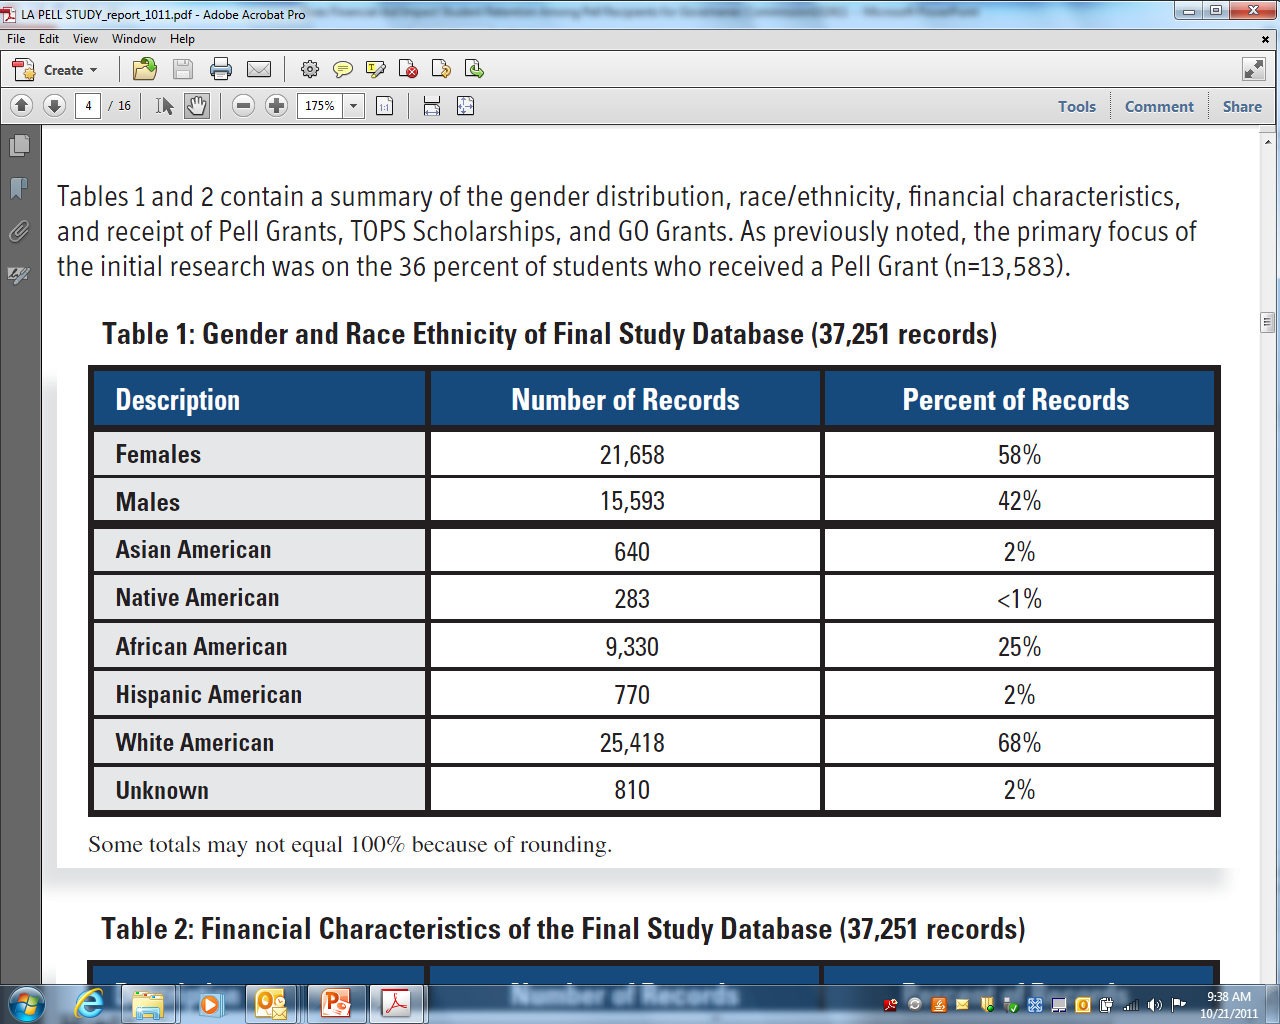 LA PELL STUDY_report_1011.pdf - Adobe Acrobat Pro
File Edit View Window Help
Create
4 / 16 175% Tools Comment Share
Tables 1 and 2 contain a summary of the gender distribution, race/ethnicity, financial characteristics,
and receipt of Pell Grants, TOPS Scholarships, and GO Grants. As previously noted, the primary focus of
the initial research was on the 36 percent of students who received a Pell Grant (n=13,583).
Table 1: Gender and Race Ethnicity of Final Study Database (37,251 records)
Description Number of Records Percent of Records
Females 21,658 58%
Males 15,593 42%
Asian American 640 2%
Native American 283 <1%
African American 9,330 25%
Hispanic American 770 2%
White American 25,418 68%
Unknown 810 2%
Some totals may not equal 100% because of rounding.
Table 2: Financial Characteristics of the Final Study Database (37,251 records)
Description Number of Records Percent of Records
9:38 AM
10/21/2011